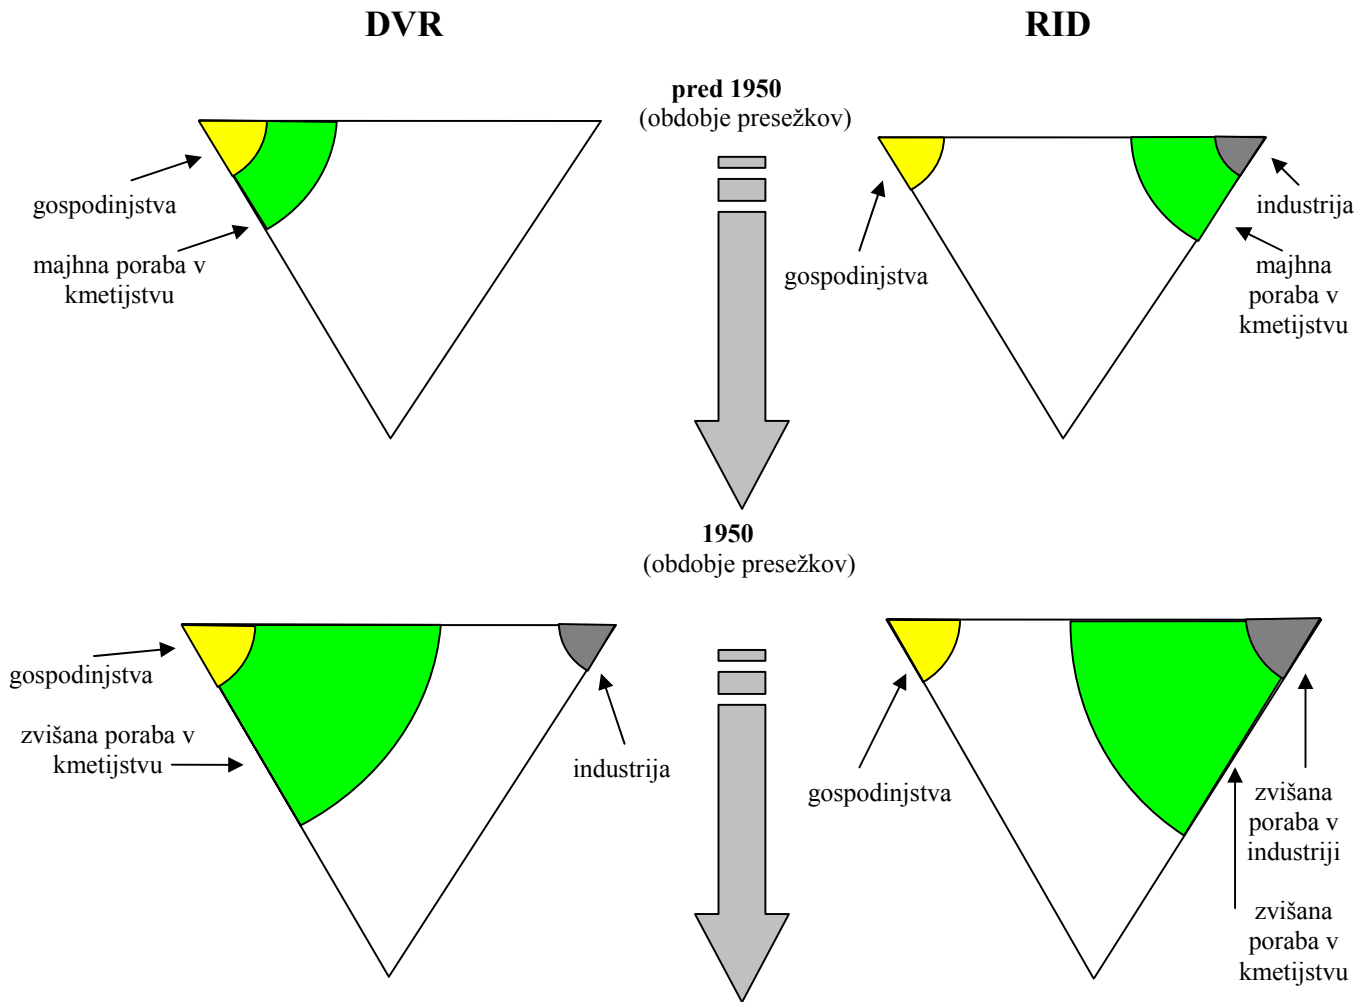 DVR
RID
pred 1950
(obdobje presežkov)
gospodinjstva
majhna poraba v
kmetijstvu
gospodinjstva
industrija
majhna
poraba v
kmetijstvu
1950
(obdobje presežkov)
gospodinjstva
zvišana poraba v
kmetijstvu
industrija
gospodinjstva
zvišana
poraba v
industriji
zvišana
poraba v
kmetijstvu